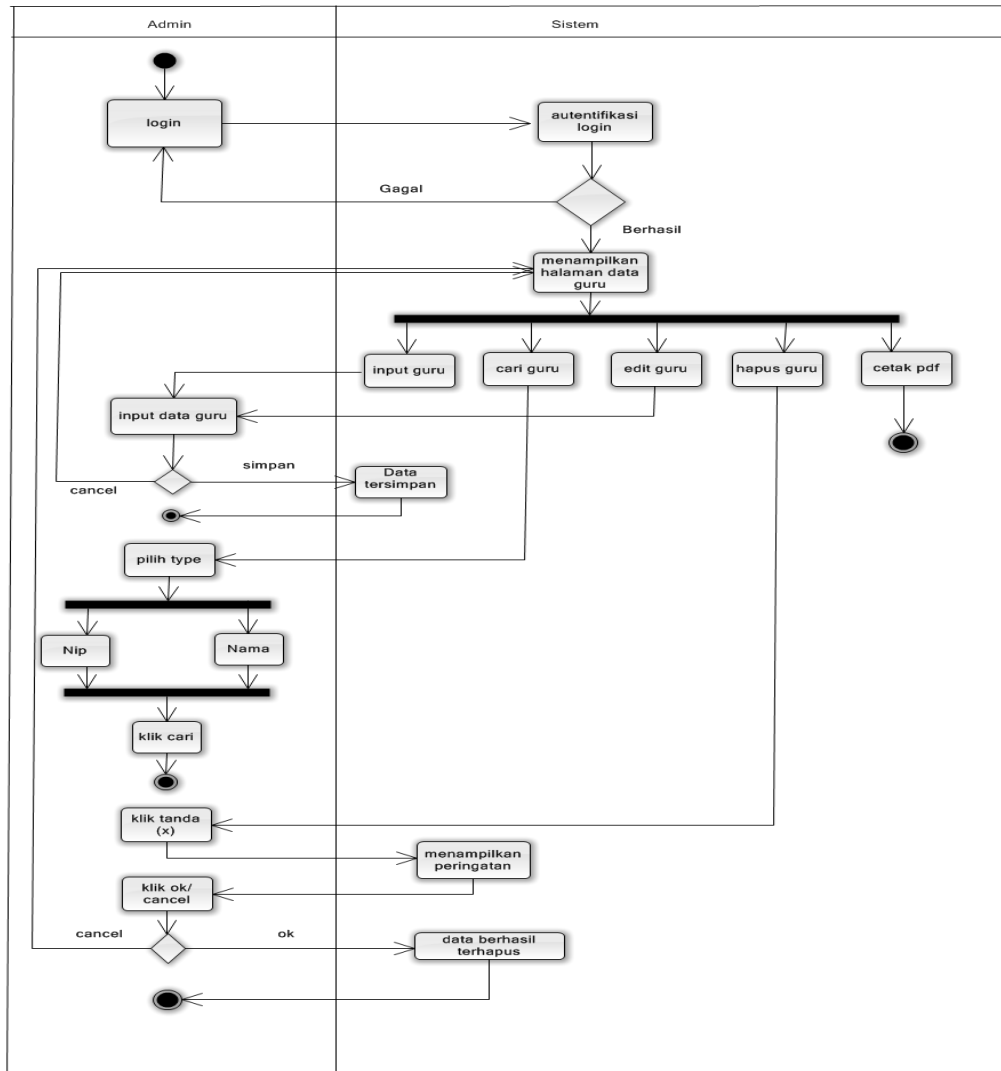 Admin
Sistem
login
autentifikasi
login
Gagal
Berhasil
menampilkan
halaman data
guru
input guru
cari guru
edit guru
hapus guru
cetak pdf
input data guru
simpan
Data
tersimpan
cancel
pilih type
Nip
Nama
klik cari
klik tanda
(x)
menampilkan
peringatan
klik ok/
cancel
cancel
ok
data berhasil
terhapus